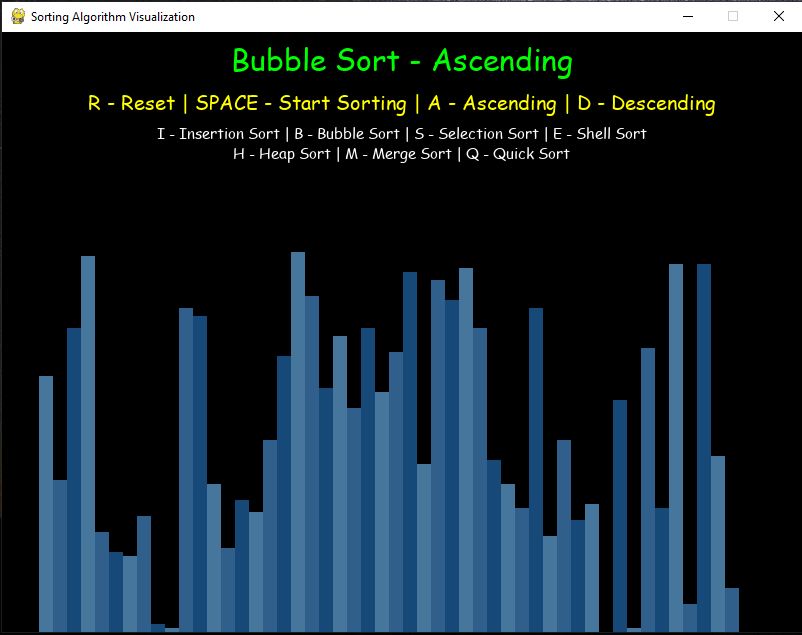 Sorting Algorithm Visualization
Bubble Sort - Ascending
R - Reset | SPACE - Start Sorting | A - Ascending | D - Descending
I - Insertion Sort | B - Bubble Sort | S - Selection Sort | E - Shell Sort
H - Heap Sort | M - Merge Sort | Q - Quick Sort